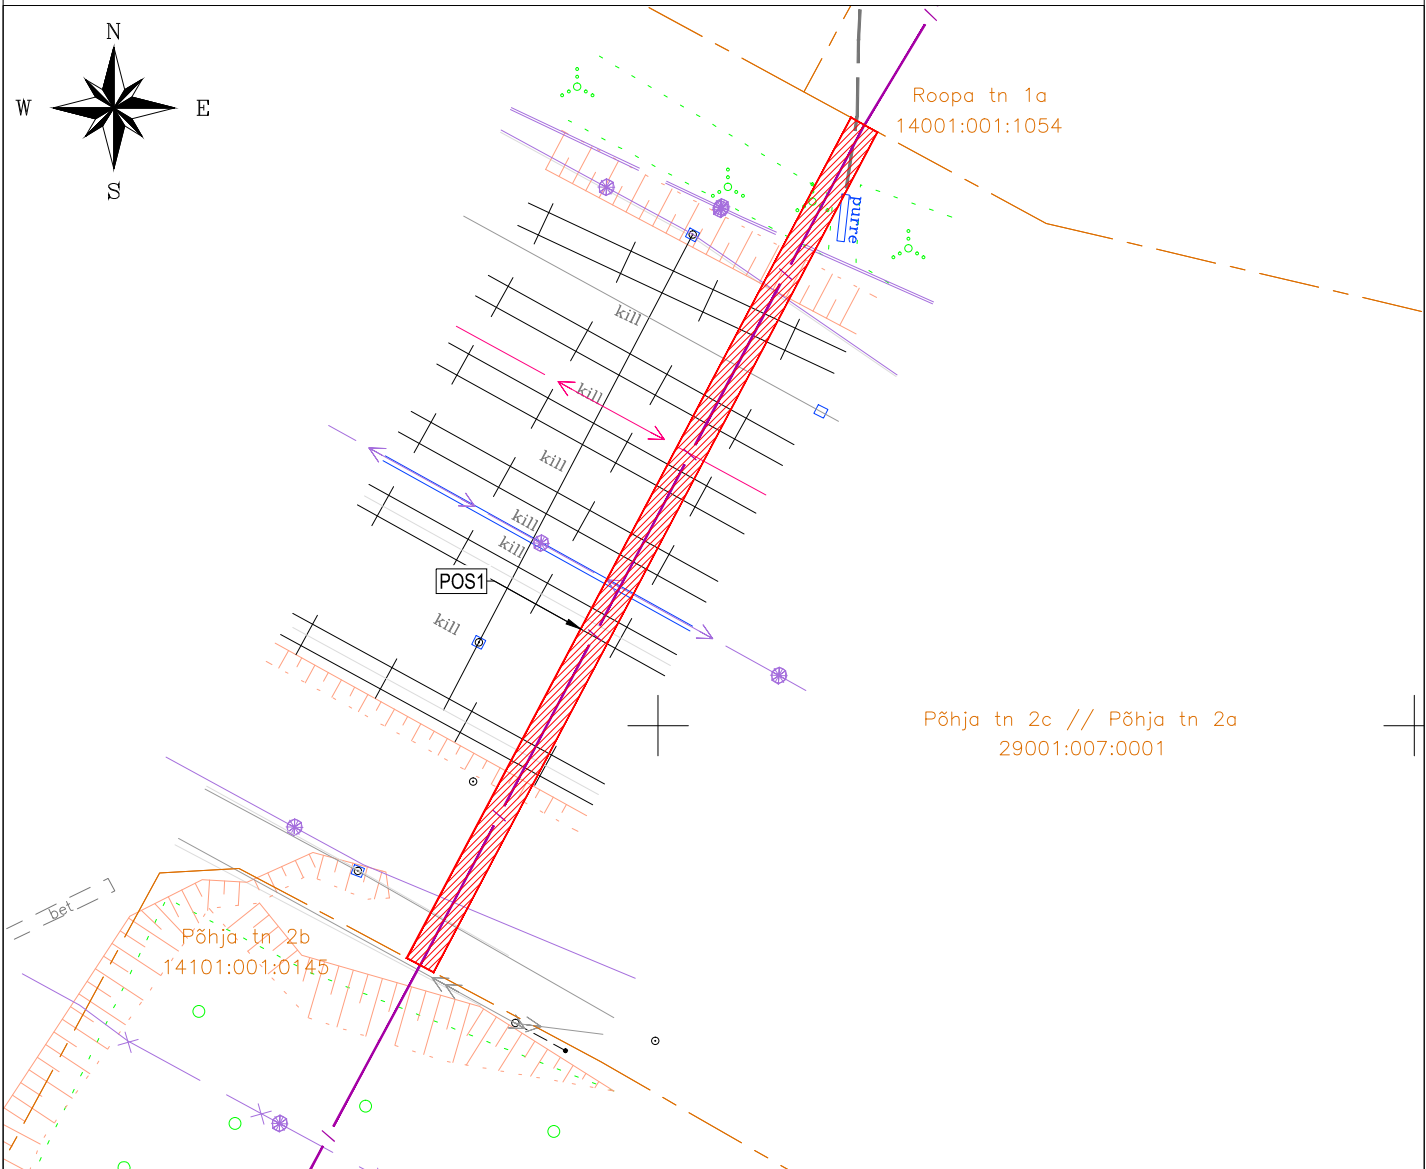 N
W
E
S
Roopa tn 1a
14001:001:1054
purre
kill
kill
kill
kill
kill
POS1
kill
Põhja tn 2c // Põhja tn 2a
29001:007:0001
bet
Põhja tn 2b
14101:001:0145